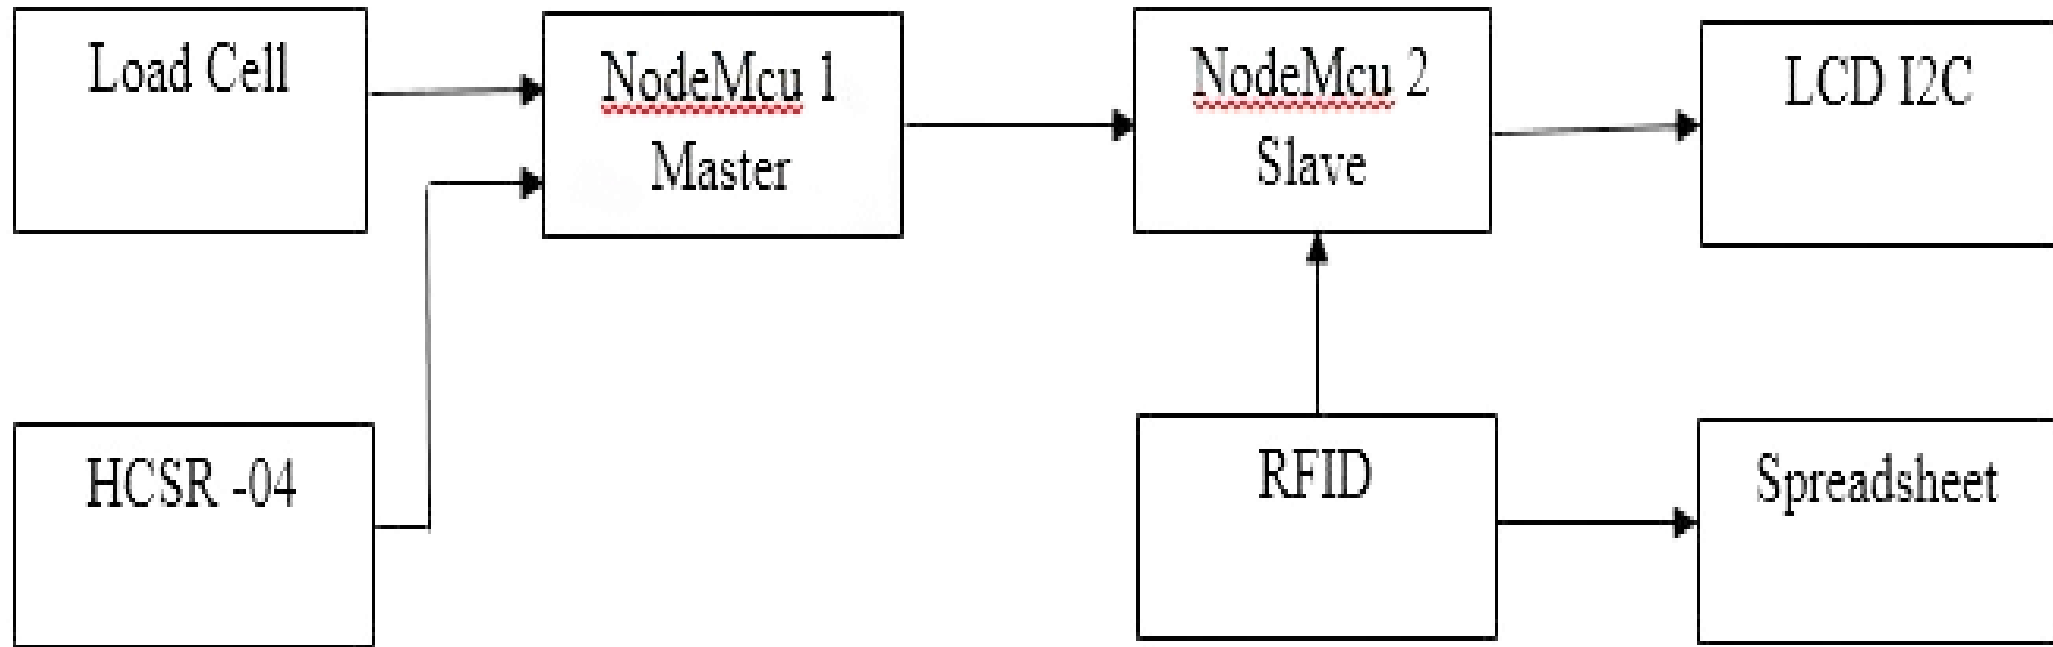 Load Cell
NodeMcu 1
Master
NodeMcu 2
Slave
LCD I2C
HCSR -04
RFID
Spreadsheet